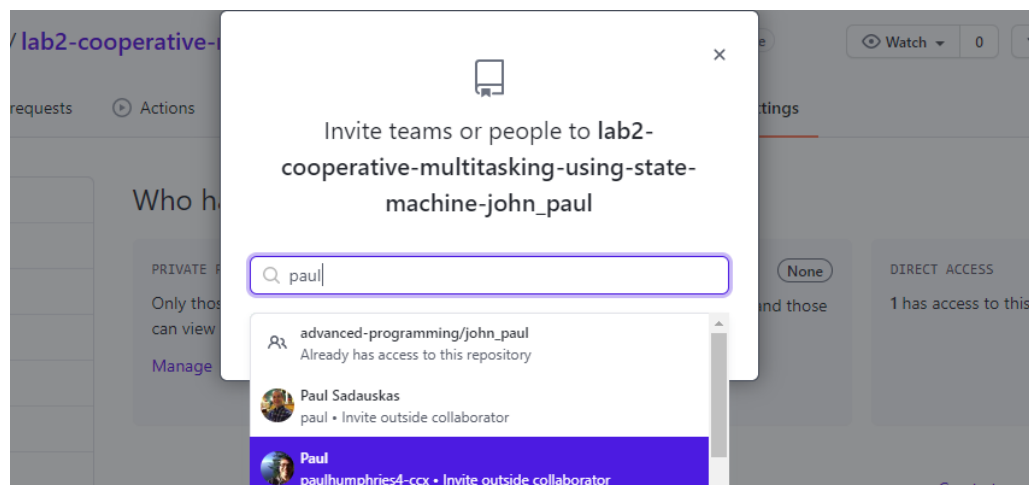 / lab2-cooperative-
Watch 0
requests Actions
ttings
Invite teams or people to lab2-
cooperative-multitasking-using-state-
machine-john_paul
Who ha
paul
PRIVATE
None
DIRECT ACCESS
Only thos
and those
1 has access to this
can view
Manage
advanced-programming/john_paul
Already has access to this repository
Paul Sadauskas
paul • Invite outside collaborator
Paul
paulhumphries4-ccx • Invite outside collaborator